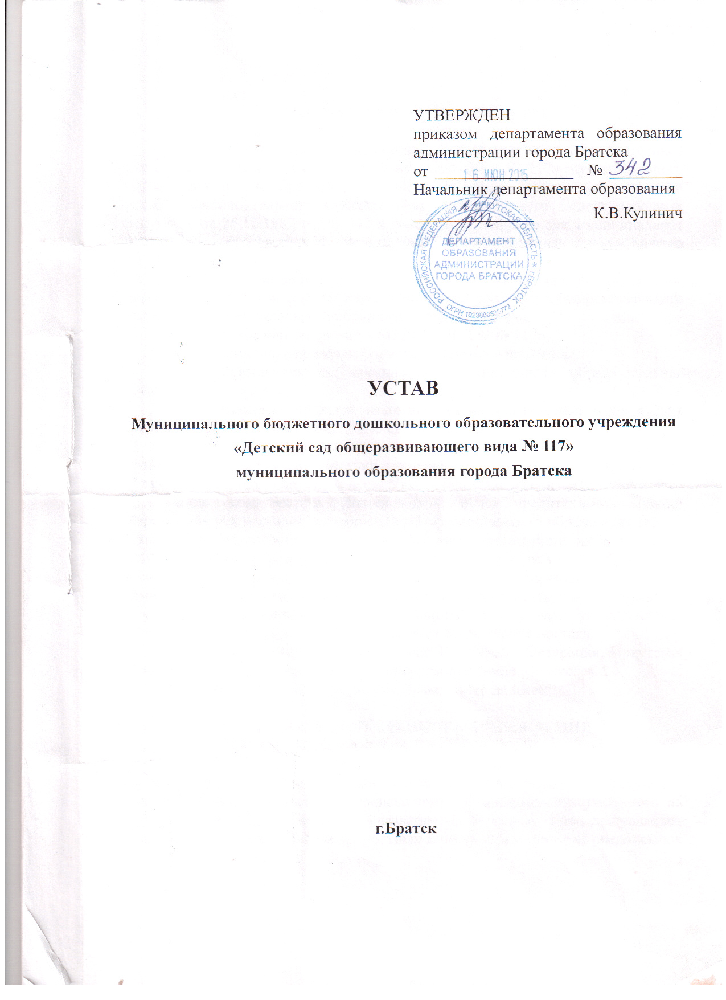 УТВЕРЖДЕН
приказом департамента образования
администрации города Братска
от 16 ИЮН 2015 № 342
Начальник департамента образования
К.В.Кулинич
РОССИЙСКАЯ ФЕДЕРАЦИЯ ИРКУТСКАЯ ОБЛАСТЬ * г.БРАТСК
ДЕПАРТАМЕНТ
ОБРАЗОВАНИЯ
АДМИНИСТРАЦИИ
ГОРОДА БРАТСКА
ОГРН
УСТАВ
Муниципального бюджетного дошкольного образовательного учреждения
«Детский сад общеразвивающего вида № 117»
муниципального образования города Братска
г.Братск